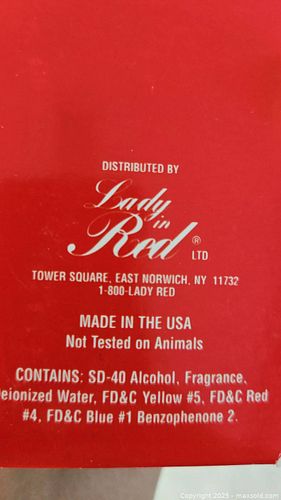 DISTRIBUTED BY
Lady
in
Red ® LTD
TOWER SQUARE, EAST NORWICH, NY 11732
1-800-LADY RED
MADE IN THE USA
Not Tested on Animals
CONTAINS: SD-40 Alcohol, Fragrance,
eionized Water, FD&C Yellow #5, FD&C Red
#4, FD&C Blue #1 Benzophenone 2.
Copyright 2025 - maxsold.com